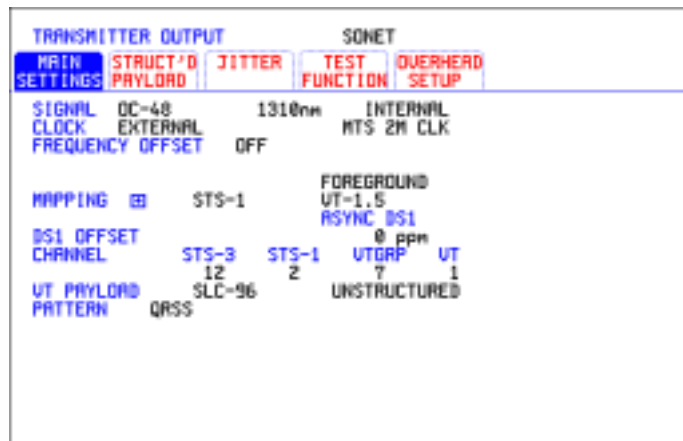 TRANSMITTER OUTPUT SONET
MAIN SETTINGS STRUCT'D PAYLOAD JITTER TEST FUNCTION OVERHEAD SETUP
SIGNAL OC-48 1310nm INTERNAL
CLOCK EXTERNAL MTS 2M CLK
FREQUENCY OFFSET OFF
FOREGROUND
MAPPING STS-1 VT-1.5
ASYNC DS1
DS1 OFFSET 0 ppm
CHANNEL STS-3 STS-1 VTGRP VT
12 2 7 1
VT PAYLOAD SLC-96 UNSTRUCTURED
PATTERN QRSS